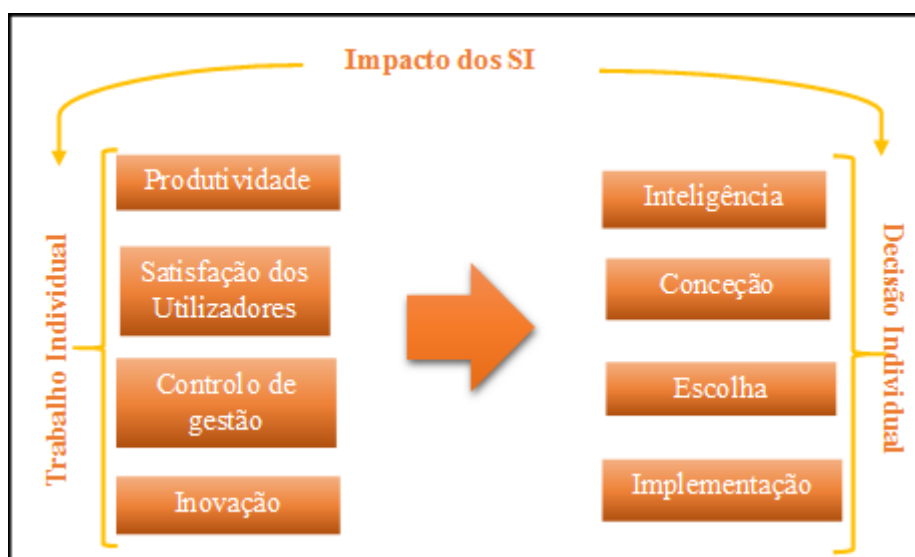 Impacto dos SI
Trabalho Individual
Produtividade
Satisfação dos
Utilizadores
Controlo de
gestão
Inovação
Inteligência
Conceção
Escolha
Implementação
Decisão Individual